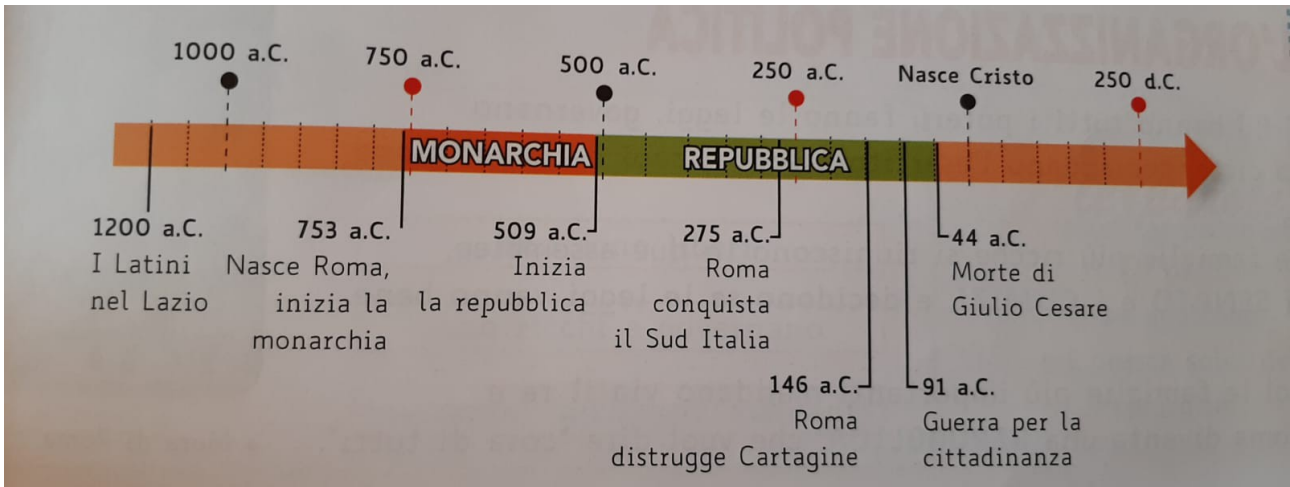 L'ORGANIZZAZIONE POLITICA
1000 a.C.
750 a.C.
500 a.C.
250 a.C.
Nasce Cristo
250 d.C.
MONARCHIA
REPUBBLICA
1200 a.C.
I Latini
nel Lazio
753 a.C.
Nasce Roma,
inizia la
monarchia
509 a.C.
Inizia
la repubblica
275 a.C.
Roma
conquista
il Sud Italia
44 a.C.
Morte di
Giulio Cesare
146 a.C.
Roma
distrugge Cartagine
91 a.C.
Guerra per la
cittadinanza